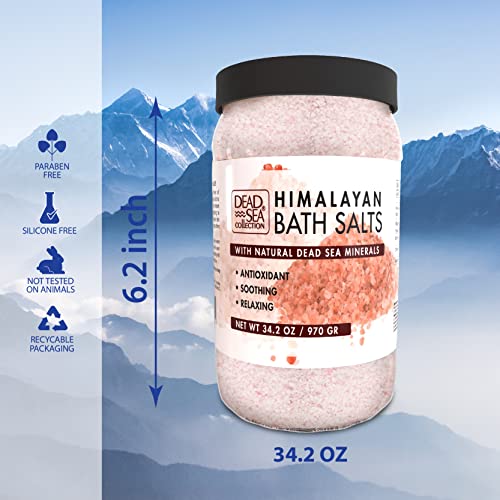 PARABEN
FREE
SILICONE FREE
NOT TESTED
ON ANIMALS
RECYCABLE
PACKAGING
6.2 inch
DEAD
SEA®
COLLECTION
HIMALAYAN
BATH SALTS
WITH NATURAL DEAD SEA MINERALS
• ANTIOXIDANT
• SOOTHING
• RELAXING
NET WT 34.2 OZ / 970 GR
34.2 OZ